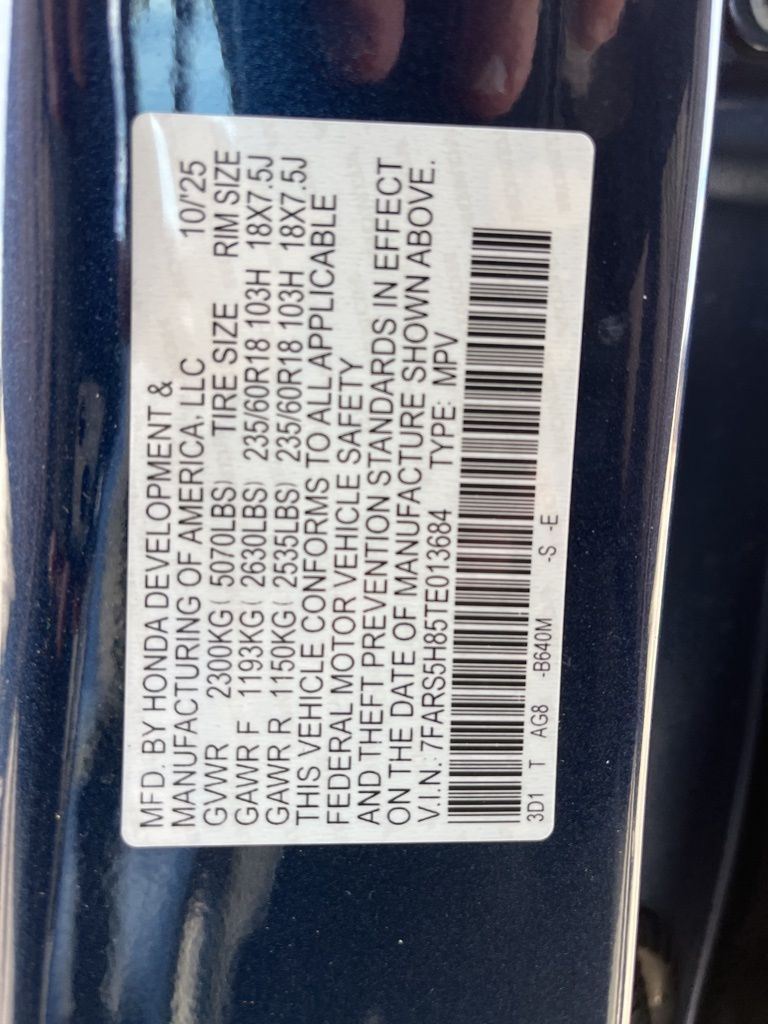 MFD. BY HONDA DEVELOPMENT &
MANUFACTURING OF AMERICA, LLC 10/'25
GVWR 2300KG( 5070LBS) TIRE SIZE RIM SIZE
GAWR F 1193KG( 2630LBS) 235/60R18 103H 18X7.5J
GAWR R 1150KG( 2535LBS) 235/60R18 103H 18X7.5J
THIS VEHICLE CONFORMS TO ALL APPLICABLE
FEDERAL MOTOR VEHICLE SAFETY
AND THEFT PREVENTION STANDARDS IN EFFECT
ON THE DATE OF MANUFACTURE SHOWN ABOVE.
V.I.N.:7FARS5H85TE013684 TYPE: MPV
3D1 T AG8 -B640M -S -E